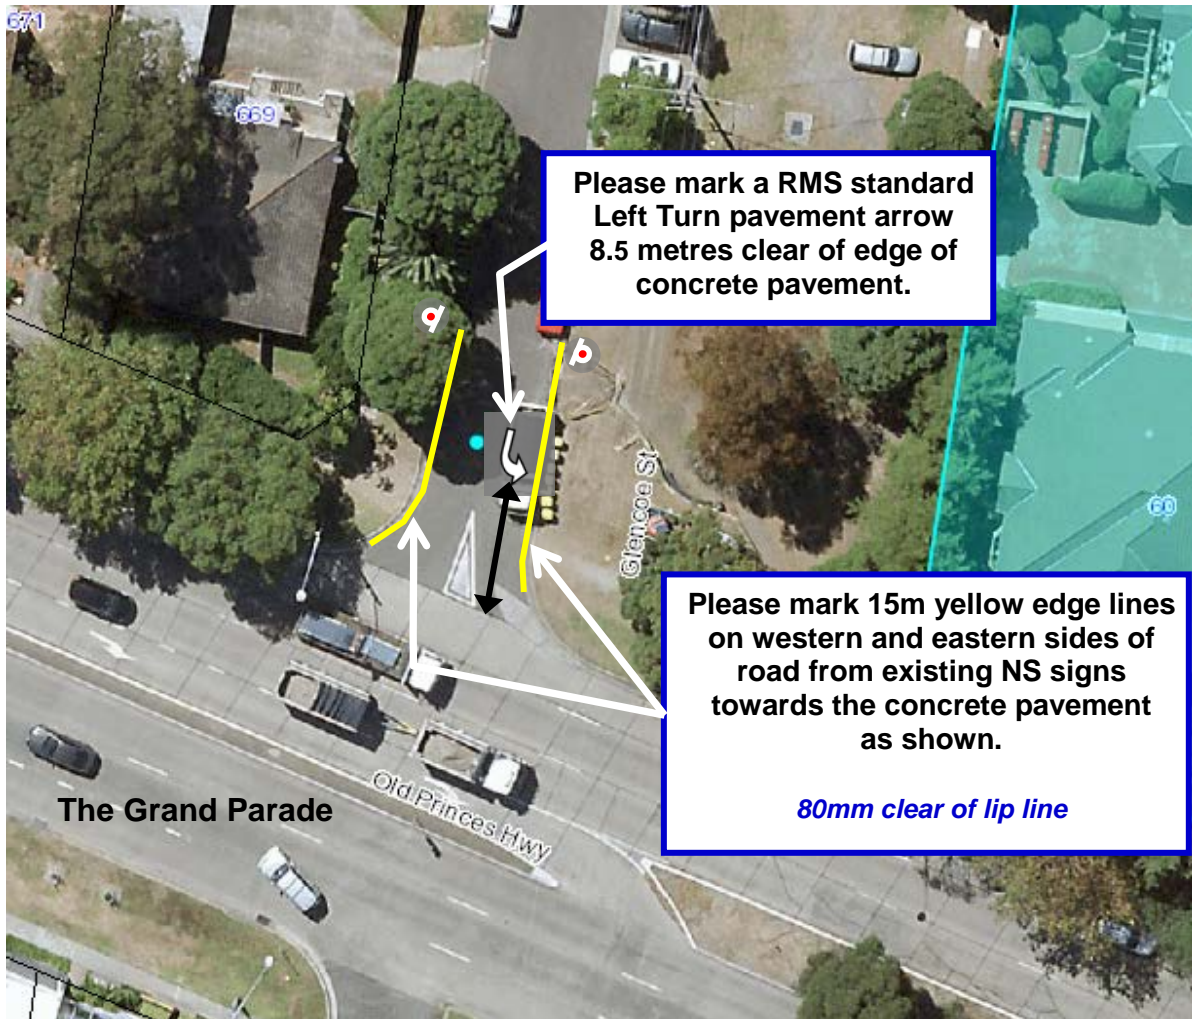 671
669
Please mark a RMS standard
Left Turn pavement arrow
8.5 metres clear of edge of
concrete pavement.
Glencoe St
60
Please mark 15m yellow edge lines
on western and eastern sides of
road from existing NS signs
towards the concrete pavement
as shown.
80mm clear of lip line
The Grand Parade
Old Princes Hwy